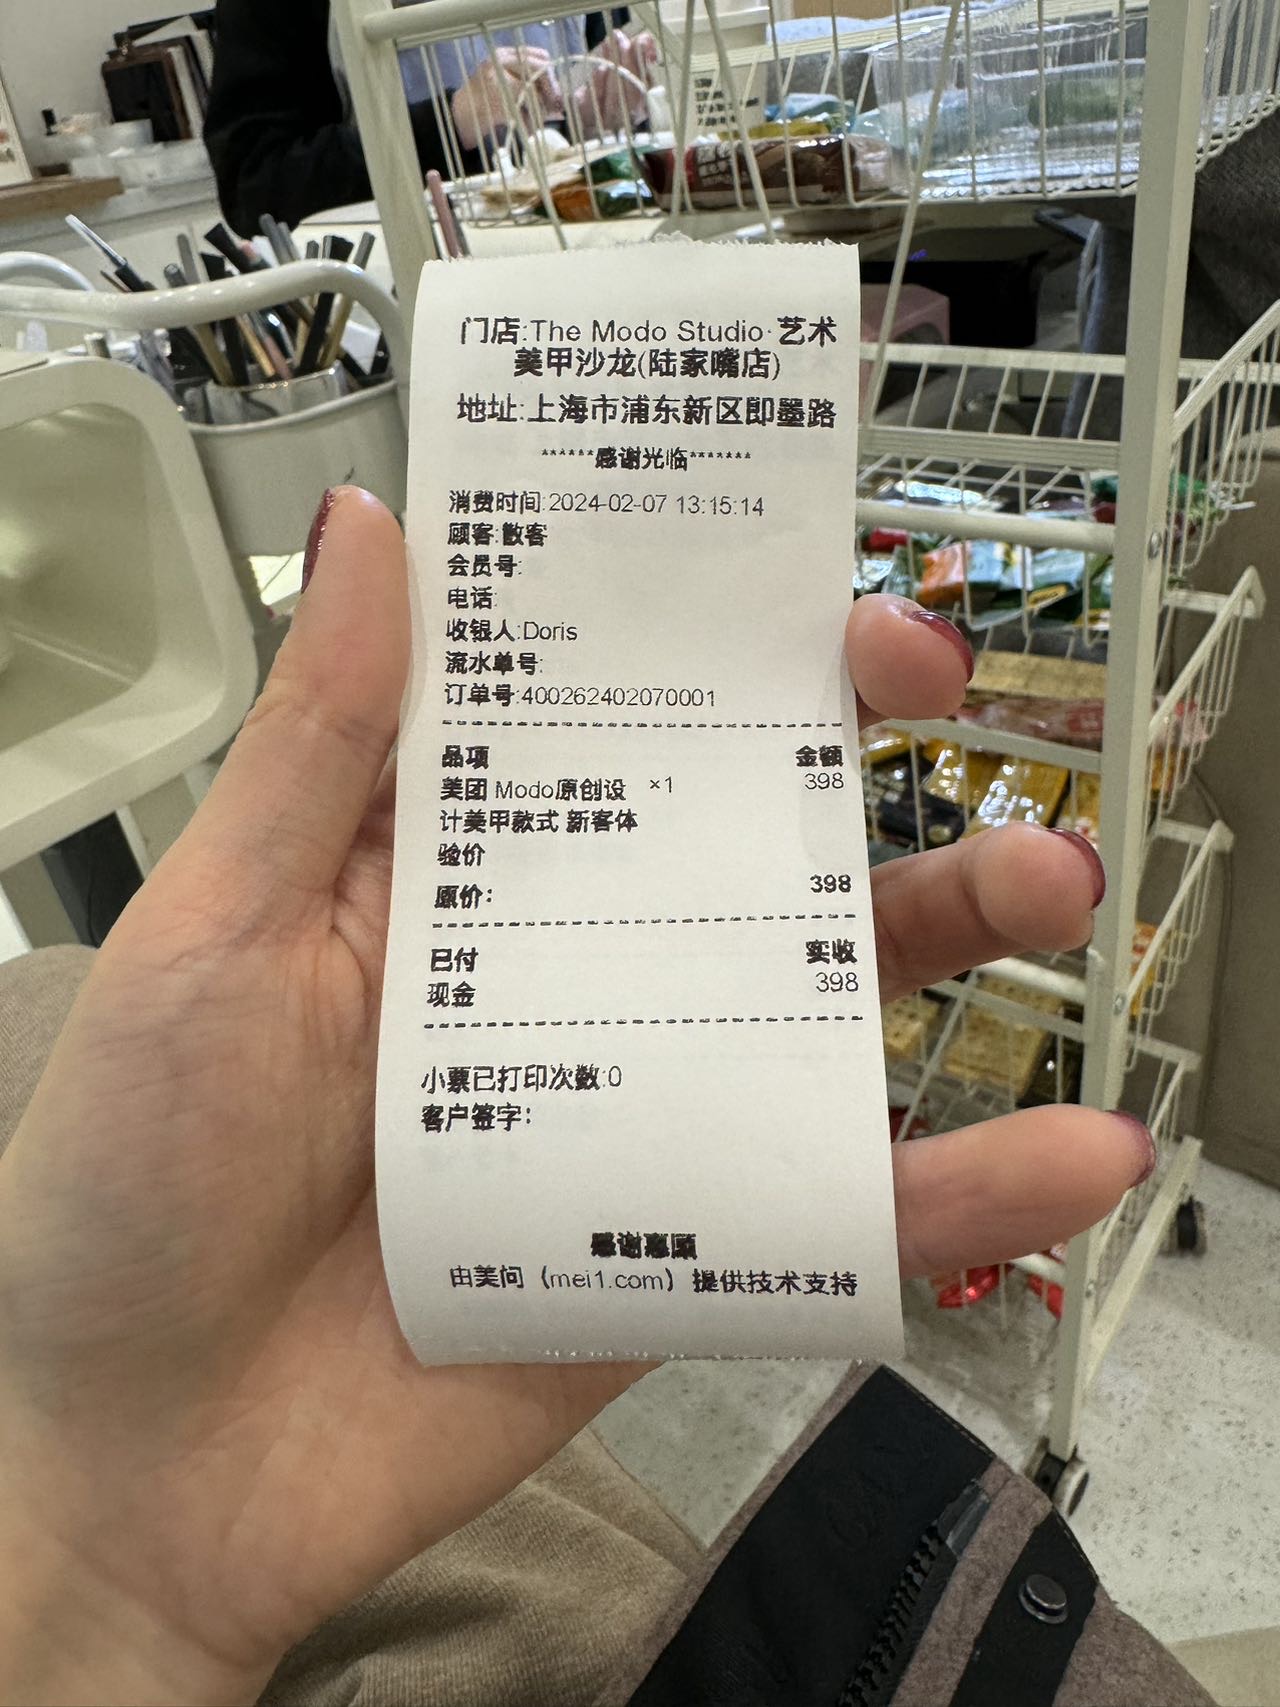 门店:The Modo Studio·艺术
美甲沙龙(陆家嘴店)
地址:上海市浦东新区即墨路
******感谢光临*******
消费时间:2024-02-07 13:15:14
顾客:散客
会员号:
电话:
收银人:Doris
流水单号:
订单号:400262402070001
品项 金额
美团 Modo原创设 ×1 398
计美甲款式 新客体
验价
原价: 398
已付 实收
现金 398
小票已打印次数:0
客户签字:
感谢惠顾
由美问（mei1.com）提供技术支持